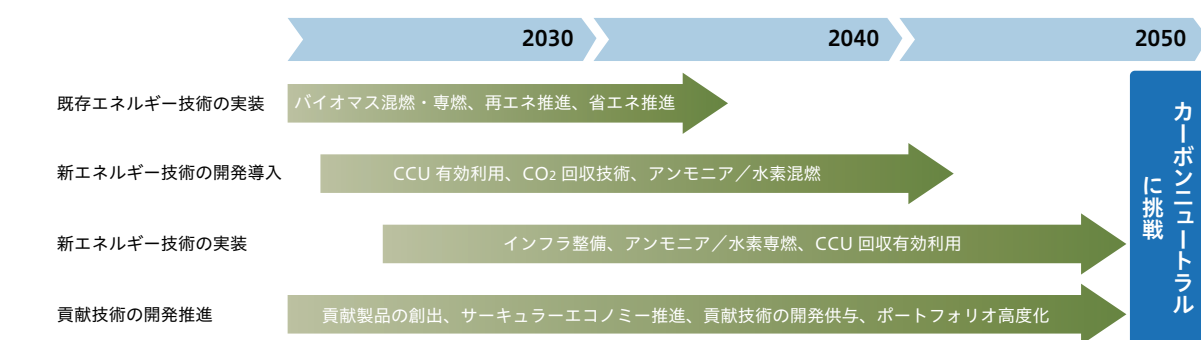 2030
2040
2050
既存エネルギー技術の実装
バイオマス混燃・専燃、再エネ推進、省エネ推進
新エネルギー技術の開発導入
CCU 有効利用、CO2 回収技術、アンモニア／水素混燃
新エネルギー技術の実装
インフラ整備、アンモニア／水素専燃、CCU 回収有効利用
貢献技術の開発推進
貢献製品の創出、サーキュラーエコノミー推進、貢献技術の開発供与、ポートフォリオ高度化
カーボンニュートラル
に挑戦